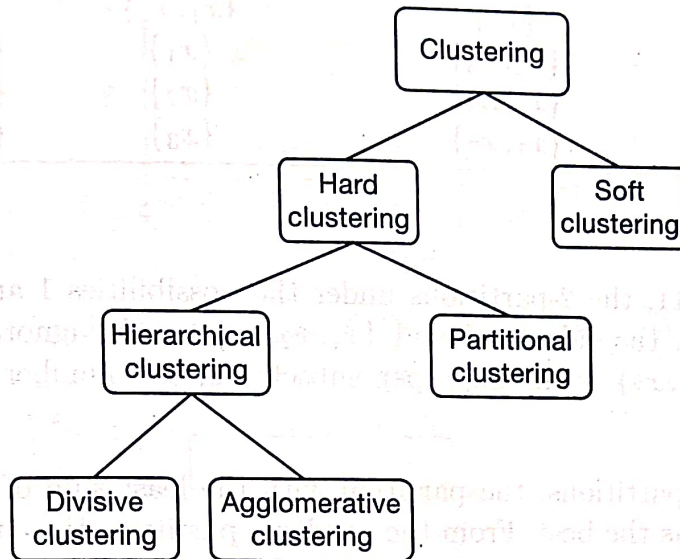 Clustering
Hard
clustering
Soft
clustering
Hierarchical
clustering
Partitional
clustering
Divisive
clustering
Agglomerative
clustering